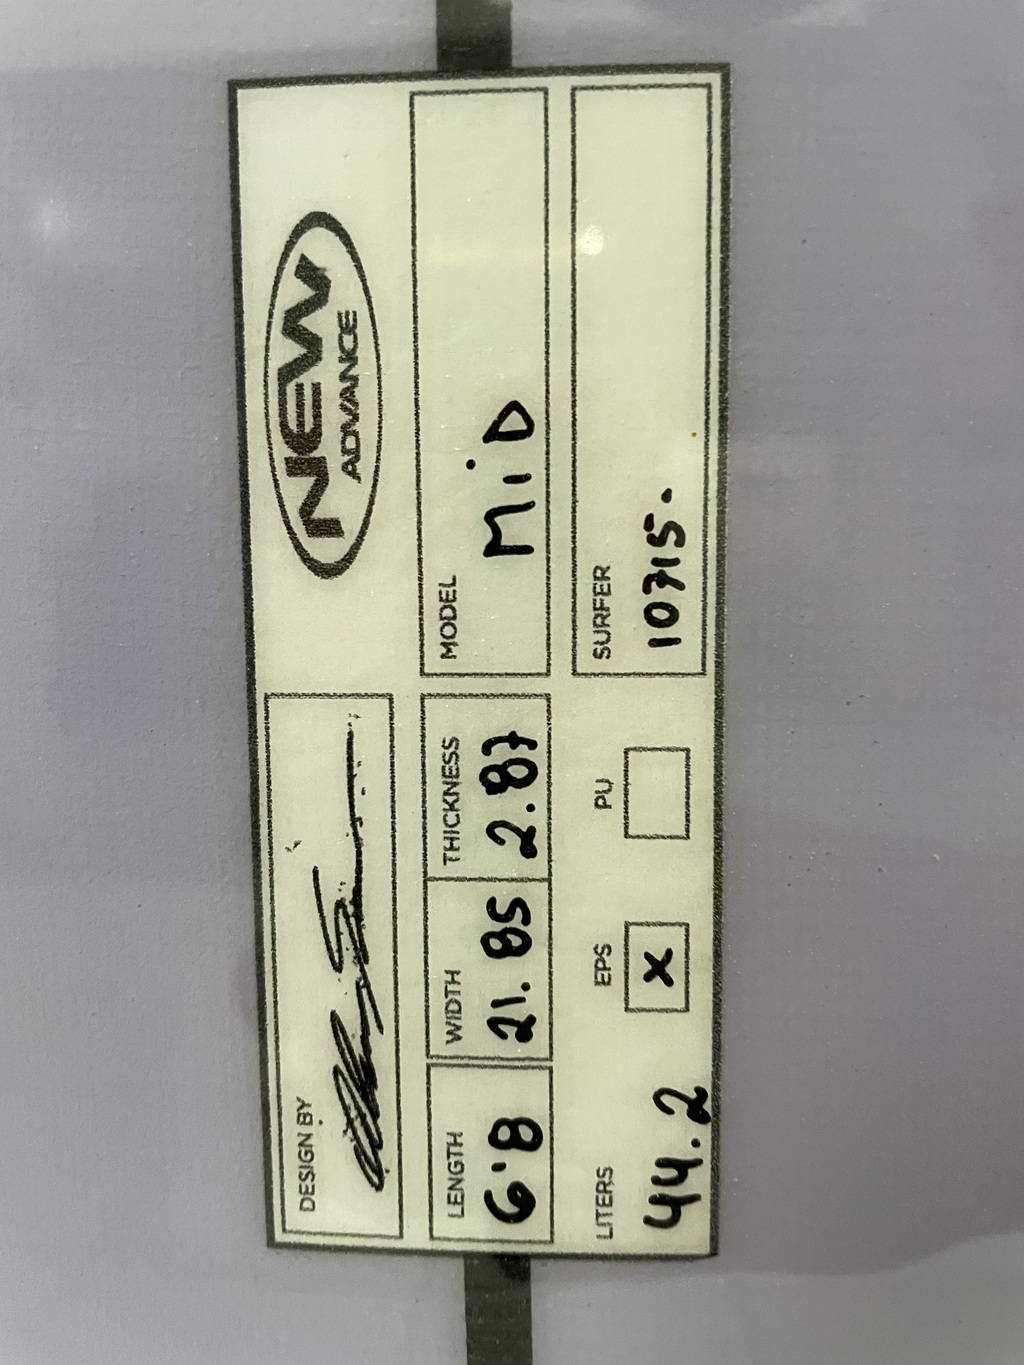 DESIGN BY
NEW
ADVANCE
LENGTH WIDTH THICKNESS MODEL
6'8 21.85 2.87 MiD
LITERS EPS PU SURFER
44.2 x 10715.